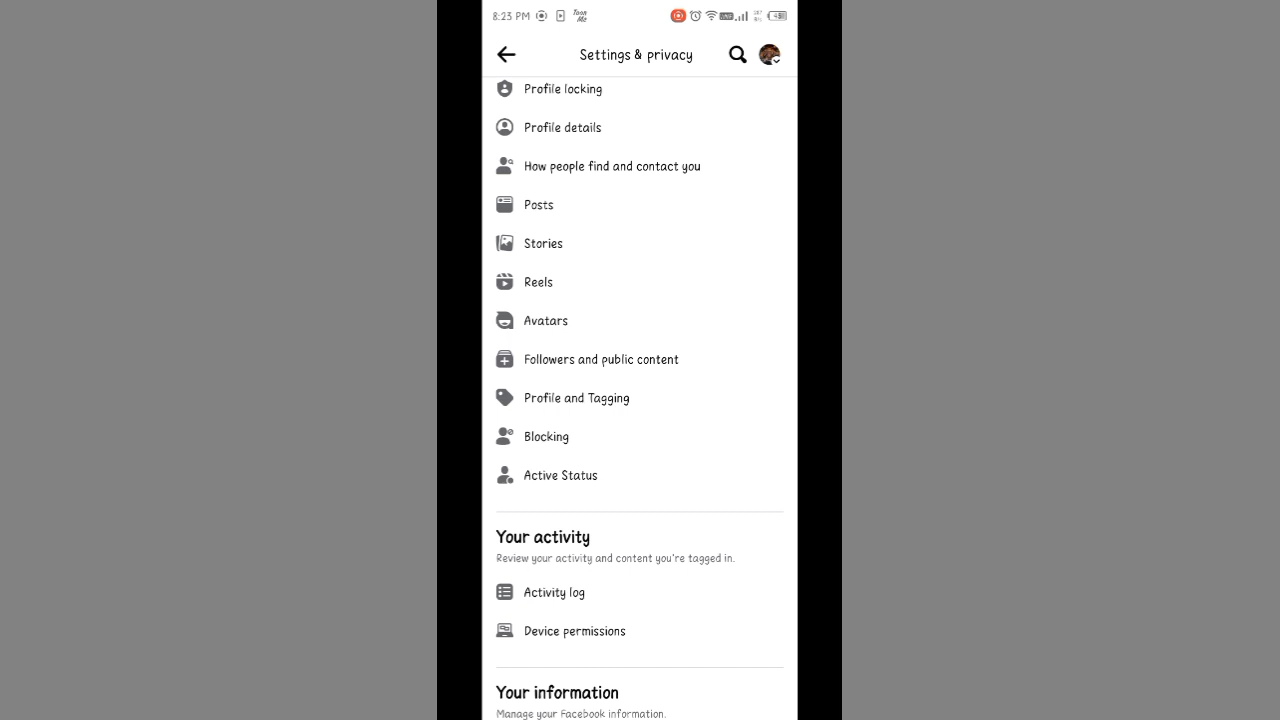 8:23 PM Toon
Me
Settings & privacy
Profile locking
Profile details
How people find and contact you
Posts
Stories
Reels
Avatars
Followers and public content
Profile and Tagging
Blocking
Active Status
Your activity
Review your activity and content you're tagged in.
Activity log
Device permissions
Your information
Manage your Facebook information.